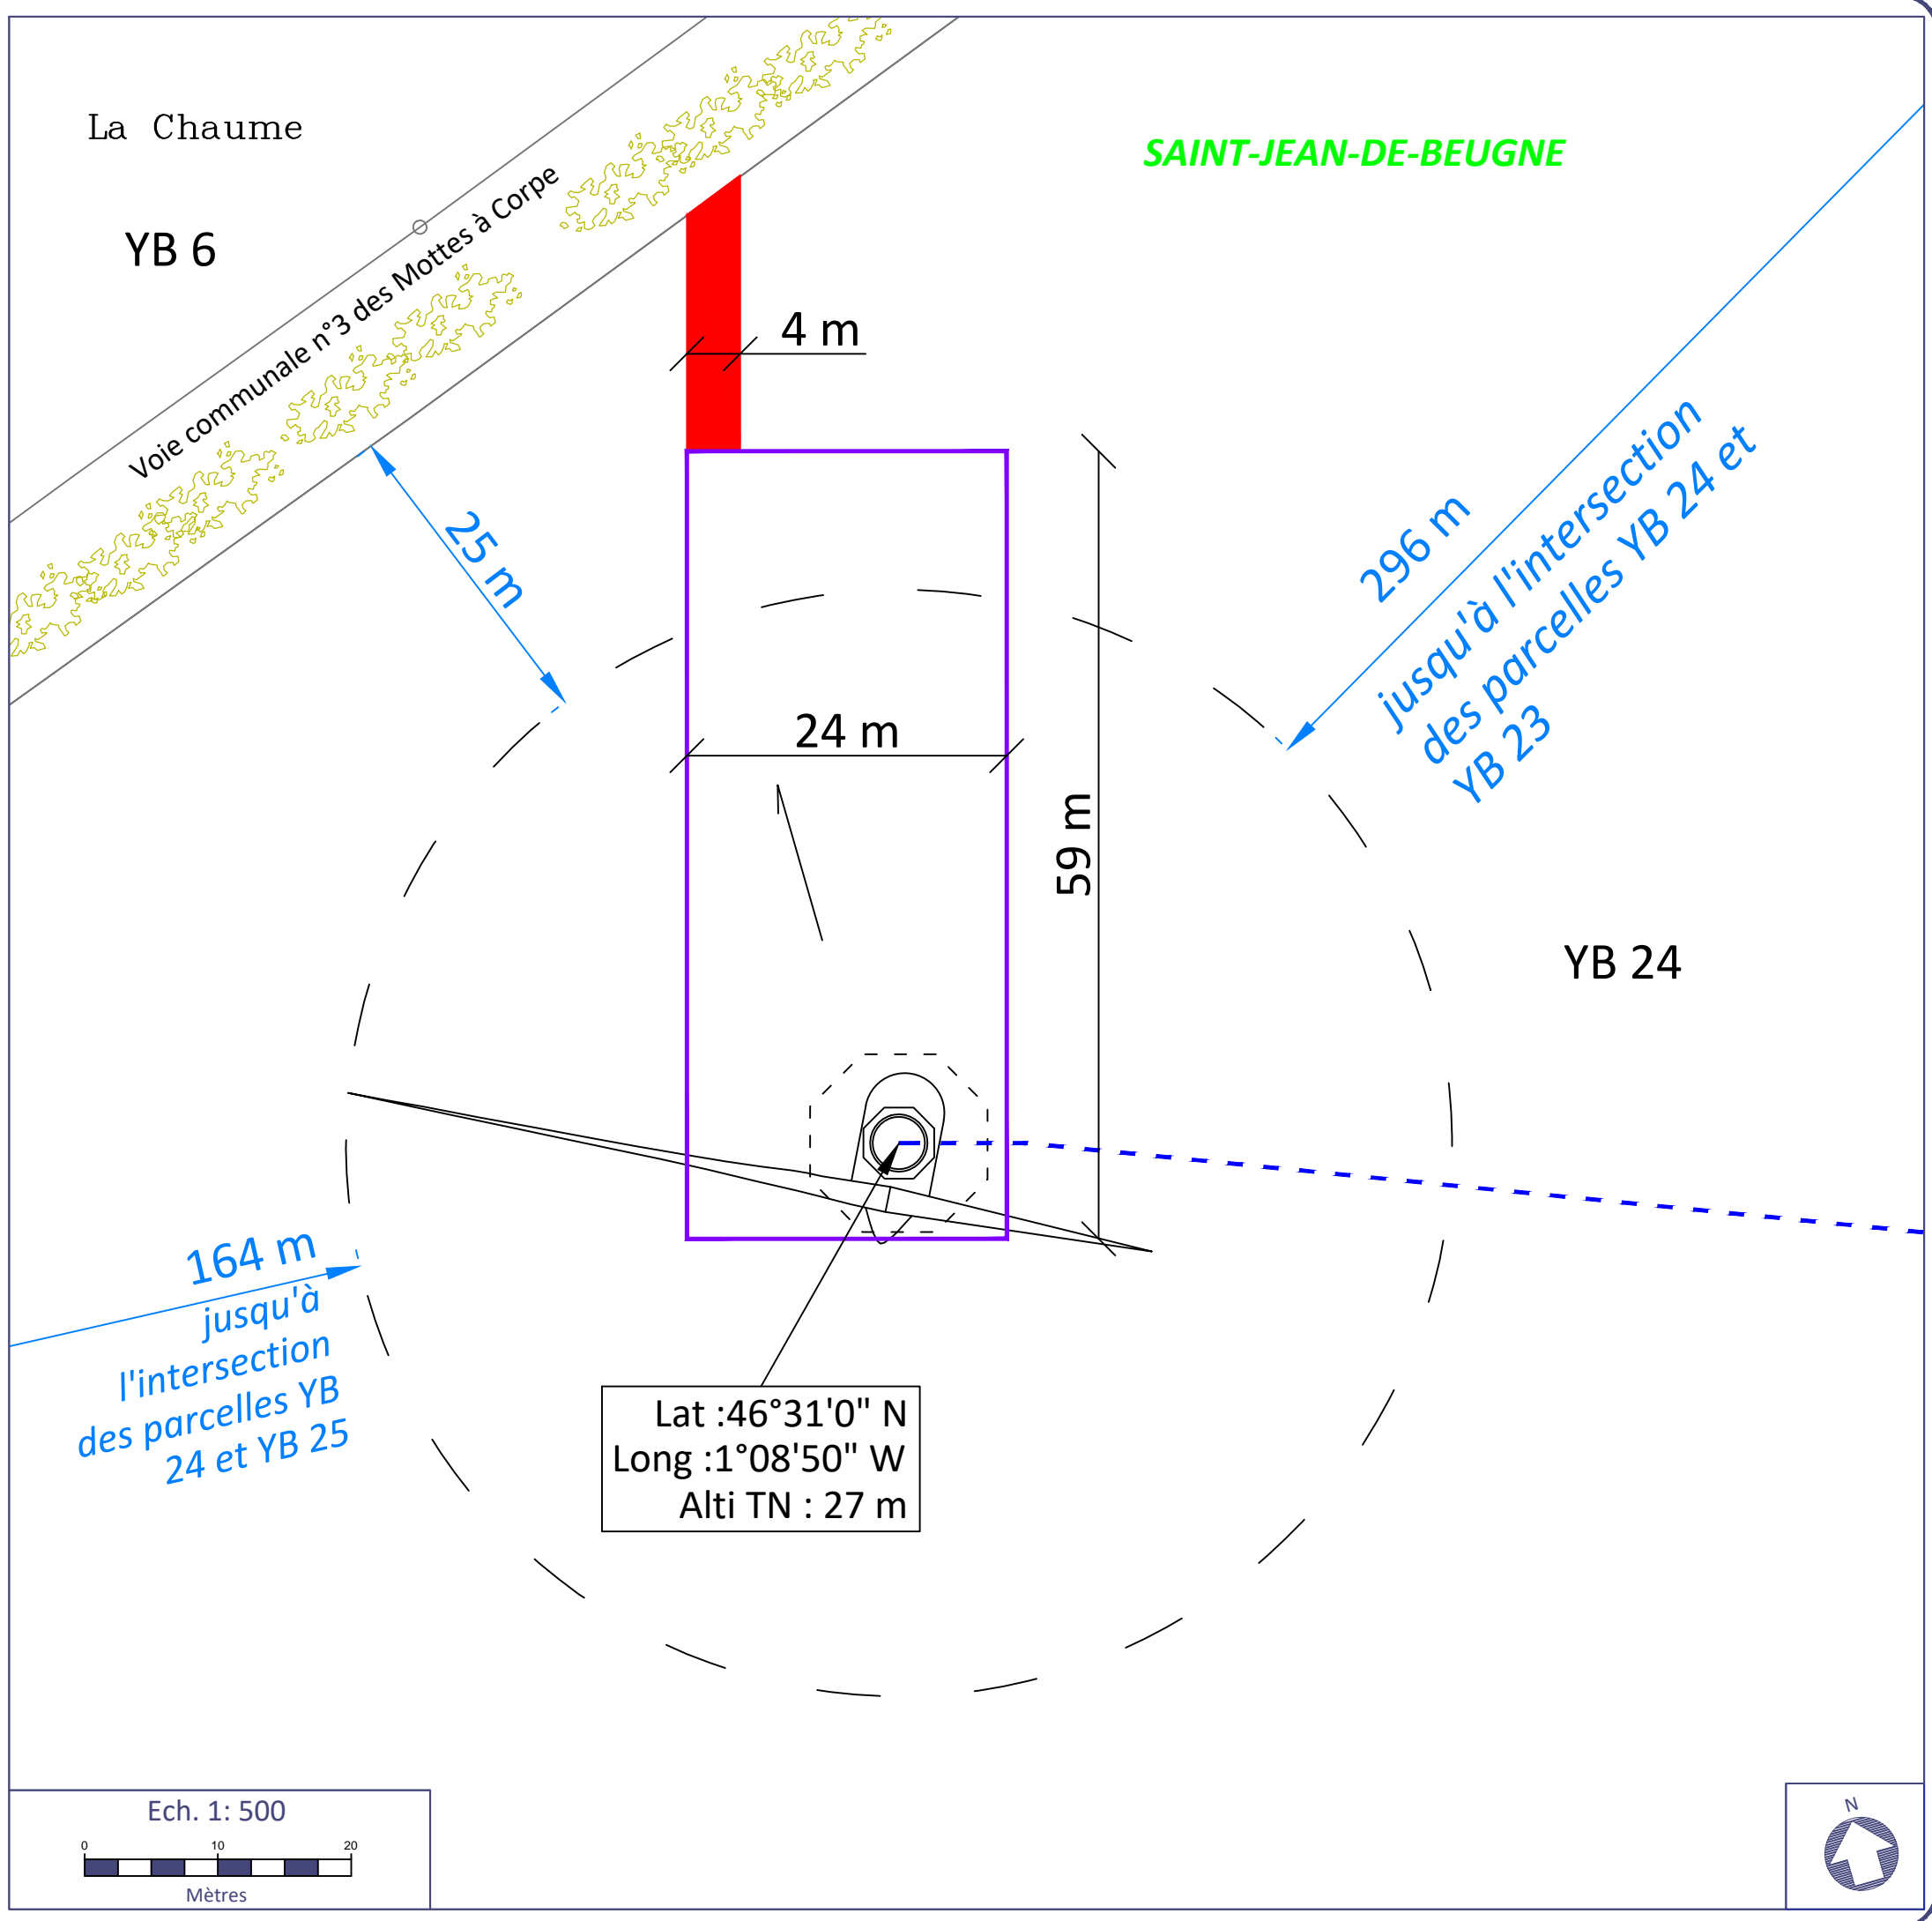 La Chaume
SAINT-JEAN-DE-BEUGNE
YB 6
Voie communale n°3 des Mottes à Corpe
4 m
25 m
296 m
jusqu'à l'intersection
des parcelles YB 24 et
YB 23
24 m
59 m
YB 24
164 m
jusqu'à
l'intersection
des parcelles YB
24 et YB 25
Lat :46°31'0" N
Long :1°08'50" W
Alti TN : 27 m
Ech. 1: 500
0 10 20
Mètres
N